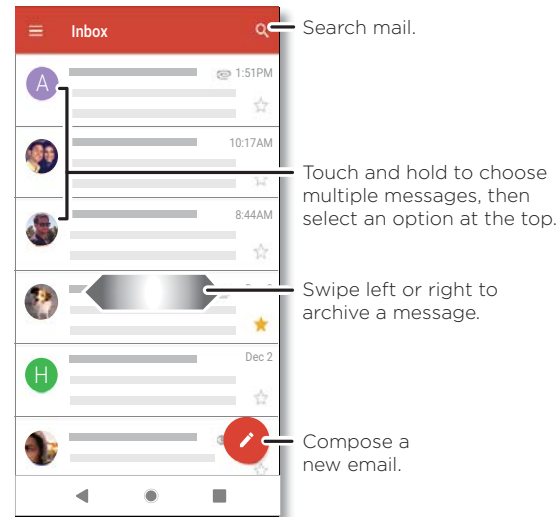 Inbox
Search mail.
A
1:51PM
10:17AM
Touch and hold to choose
multiple messages, then
select an option at the top.
8:44AM
Swipe left or right to
archive a message.
H
Dec 2
Compose a
new email.